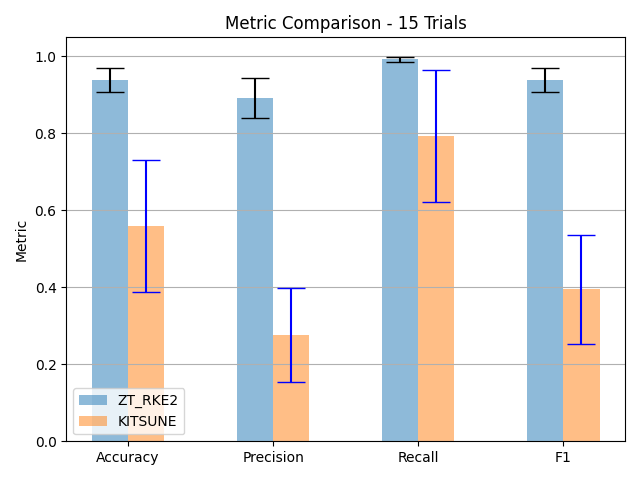 Metric Comparison - 15 Trials
Metric
1.0
0.8
0.6
0.4
0.2
0.0
ZT_RKE2
KITSUNE
Accuracy
Precision
Recall
F1